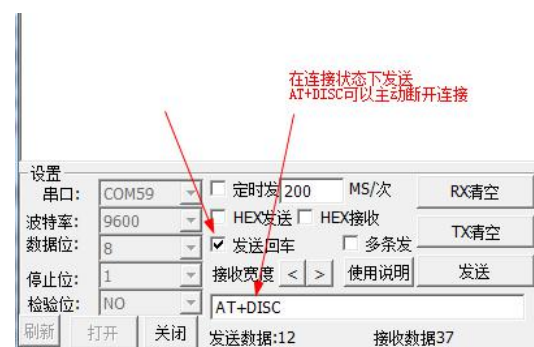 在连接状态下发送
AT+DISC可以主动断开连接
设置
串口: COM59 定时发 200 MS/次 RX清空
波特率: 9600 HEX发送 HEX接收
数据位: 8 发送回车 多条发 TX清空
停止位: 1 接收宽度 < > 使用说明 发送
检验位: NO AT+DISC
刷新 打开 关闭 发送数据:12 接收数据37